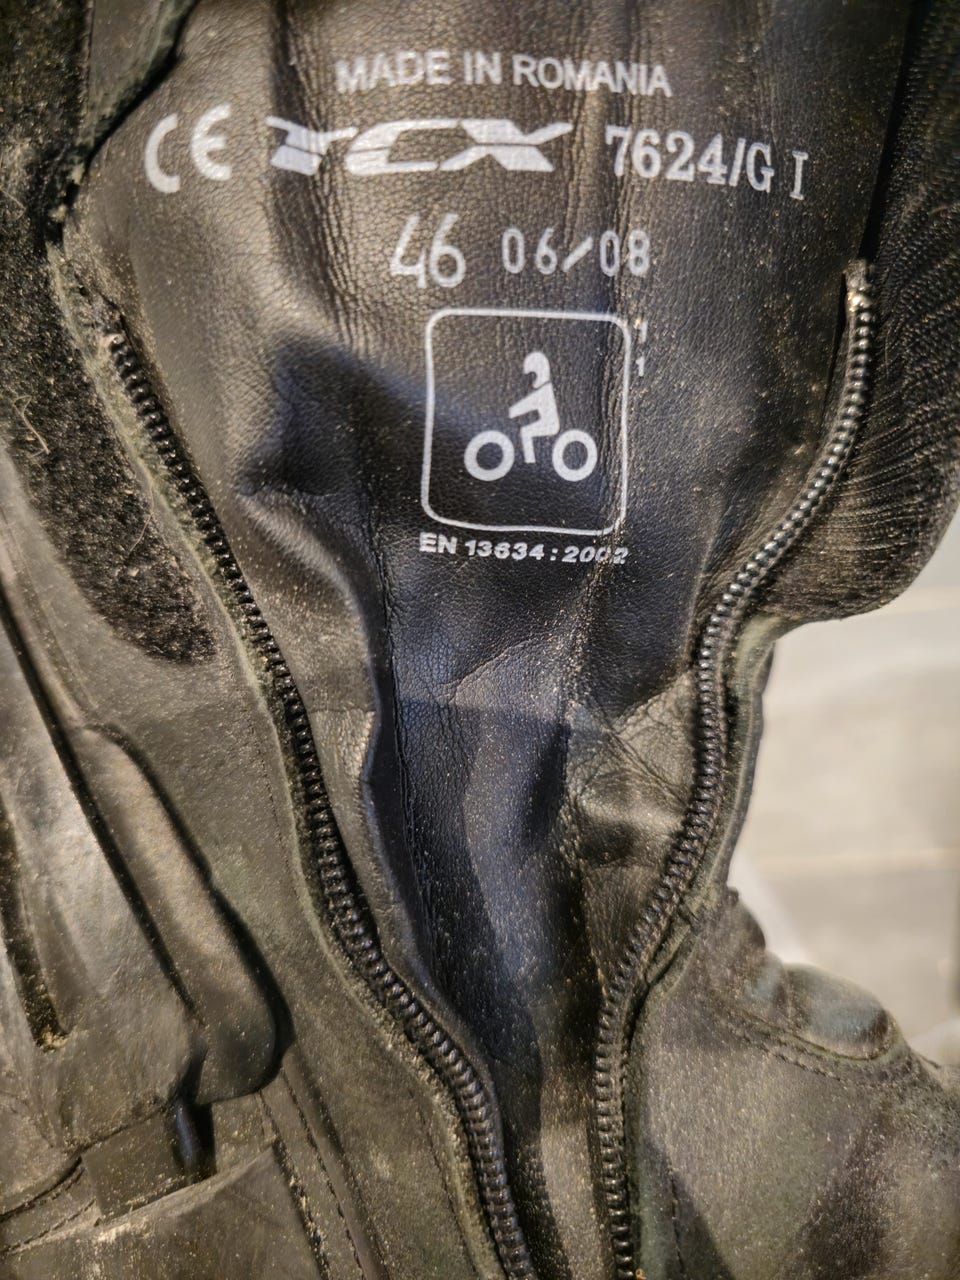 MADE IN ROMANIA
CE TCX 7624/G I
46 06/08
1
1
EN 13634:2002